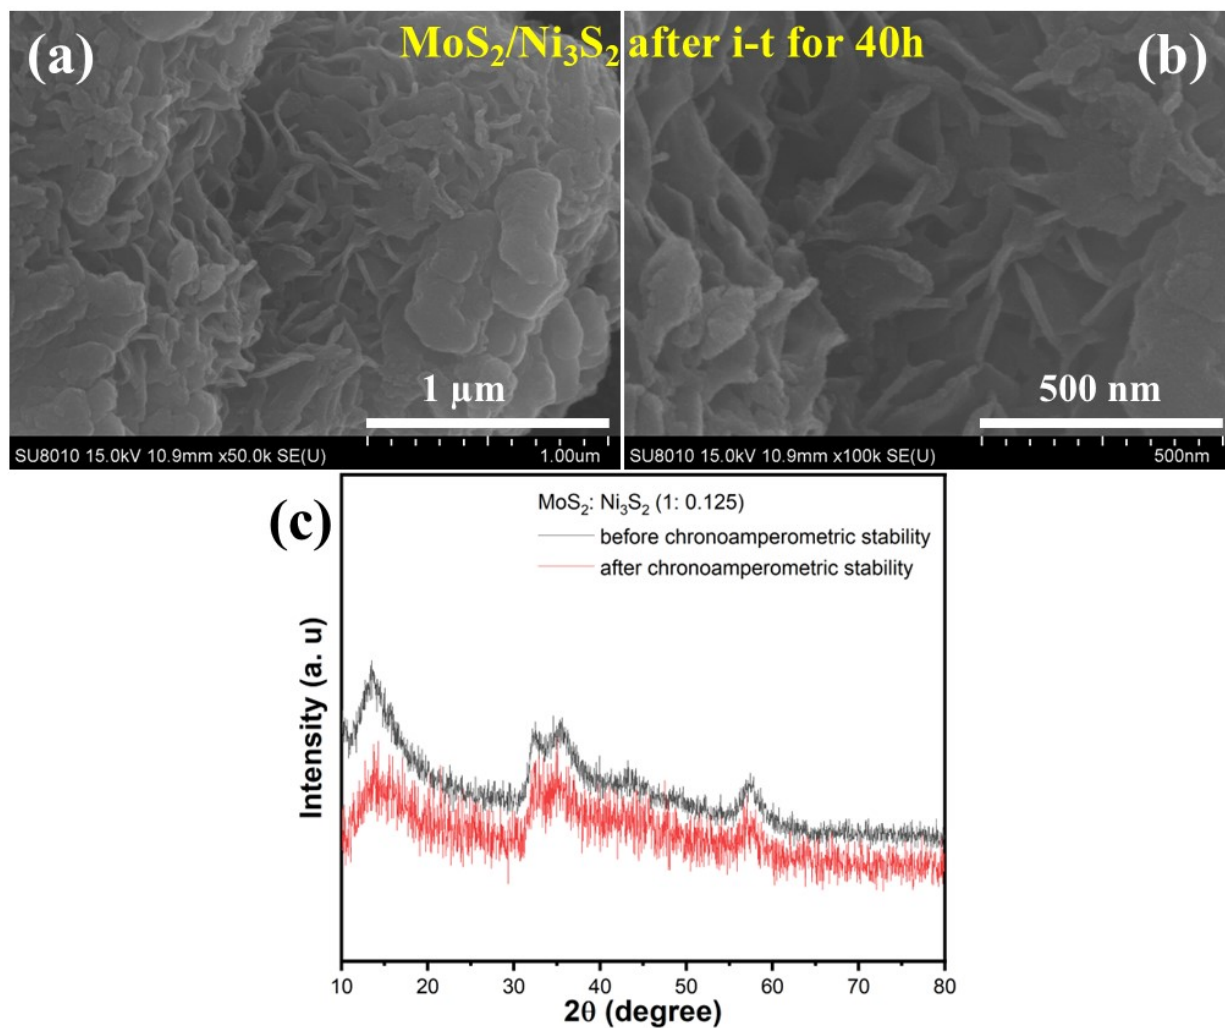 (a)
MoS₂/Ni₃S₂ after i-t for 40h
(b)
1 µm
500 nm
SU8010 15.0kV 10.9mm x50.0k SE(U)
1.00um
SU8010 15.0kV 10.9mm x100k SE(U)
500nm
(c)
MoS₂: Ni₃S₂ (1: 0.125)
before chronoamperometric stability
after chronoamperometric stability
Intensity (a. u)
10 20 30 40 50 60 70 80
2θ (degree)